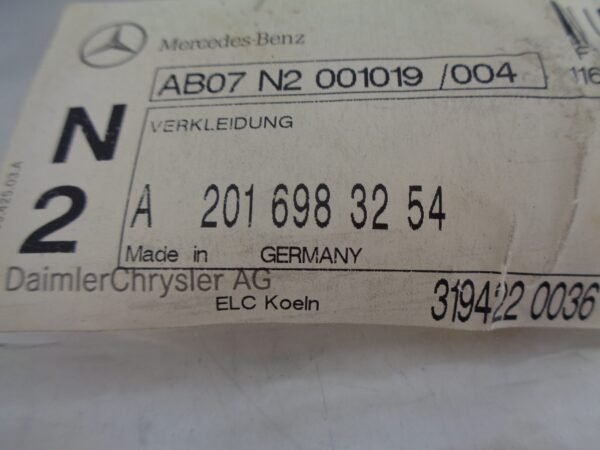 Mercedes-Benz
AB07 N2 001019 /004
116
N
2
VERKLEIDUNG
A 201 698 32 54
Made in GERMANY
DaimlerChrysler AG
ELC Koeln
319422 0036